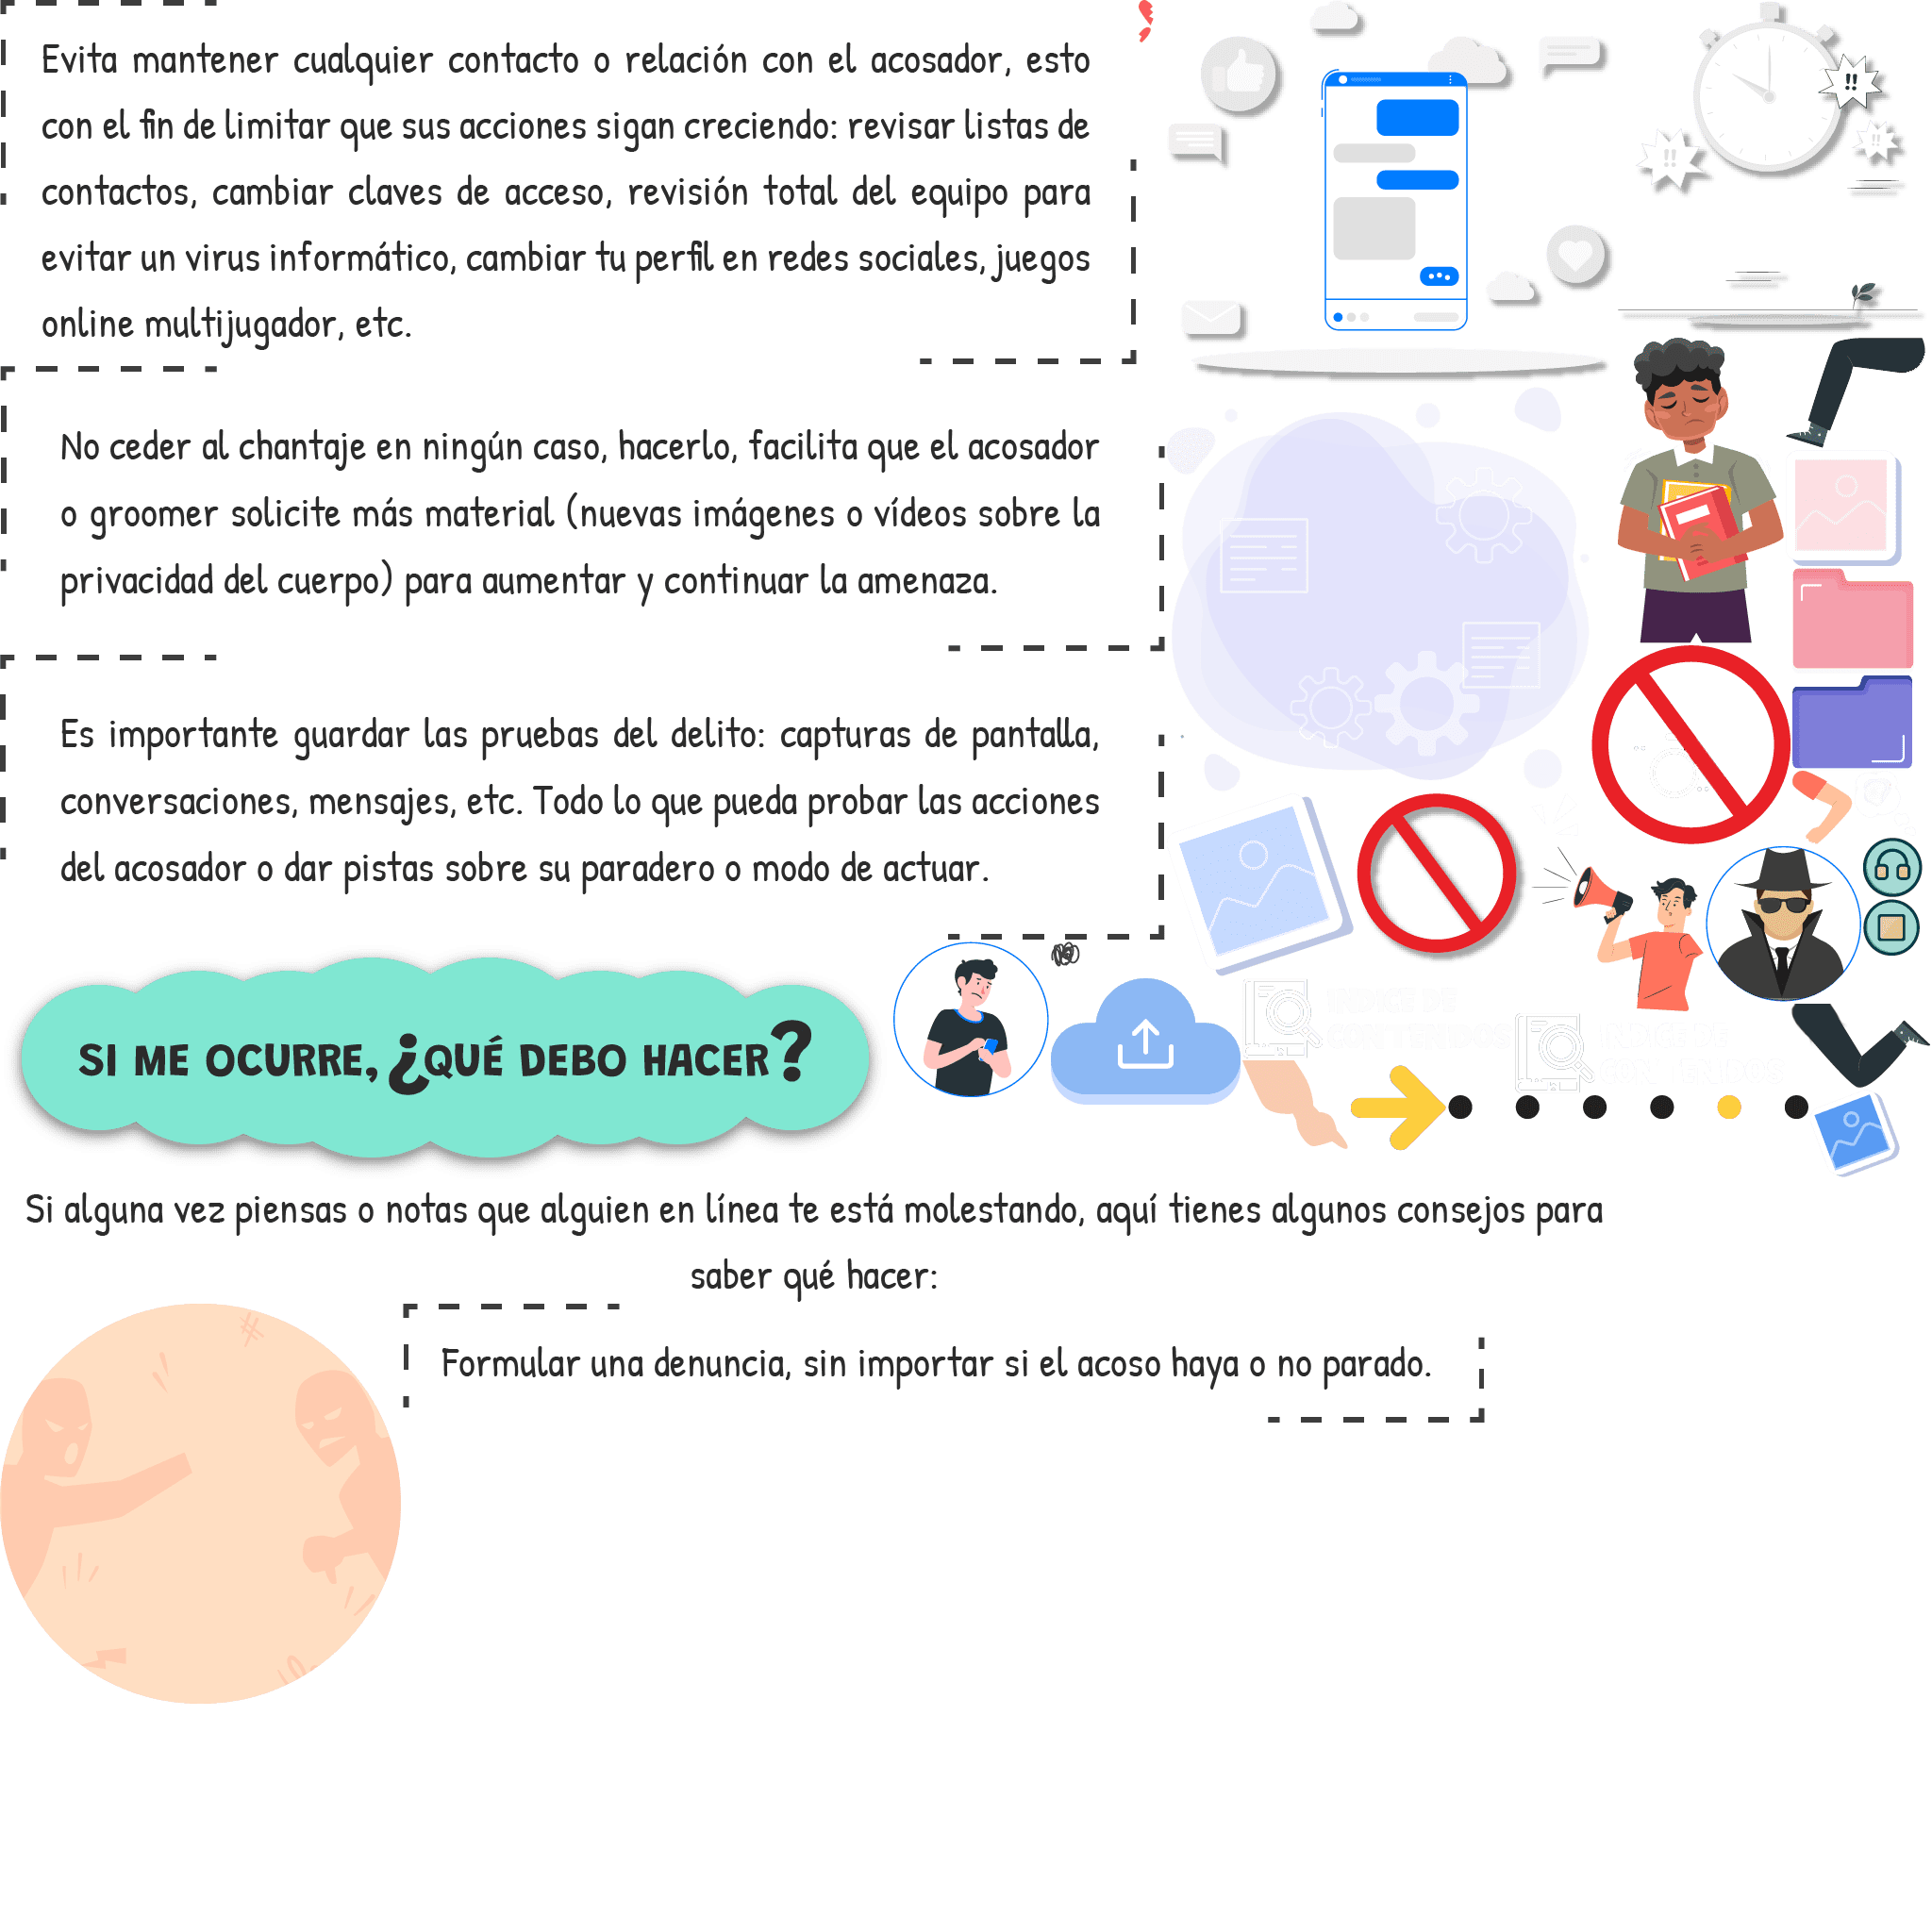 Evita mantener cualquier contacto o relación con el acosador, esto
con el fin de limitar que sus acciones sigan creciendo: revisar listas de
contactos, cambiar claves de acceso, revisión total del equipo para
evitar un virus informático, cambiar tu perfil en redes sociales, juegos
online multijugador, etc.
No ceder al chantaje en ningún caso, hacerlo, facilita que el acosador
o groomer solicite más material (nuevas imágenes o vídeos sobre la
privacidad del cuerpo) para aumentar y continuar la amenaza.
Es importante guardar las pruebas del delito: capturas de pantalla,
conversaciones, mensajes, etc. Todo lo que pueda probar las acciones
del acosador o dar pistas sobre su paradero o modo de actuar.
SI ME OCURRE, ¿QUÉ DEBO HACER?
Si alguna vez piensas o notas que alguien en línea te está molestando, aquí tienes algunos consejos para
saber qué hacer:
Formular una denuncia, sin importar si el acoso haya o no parado.
!!
!!
!!